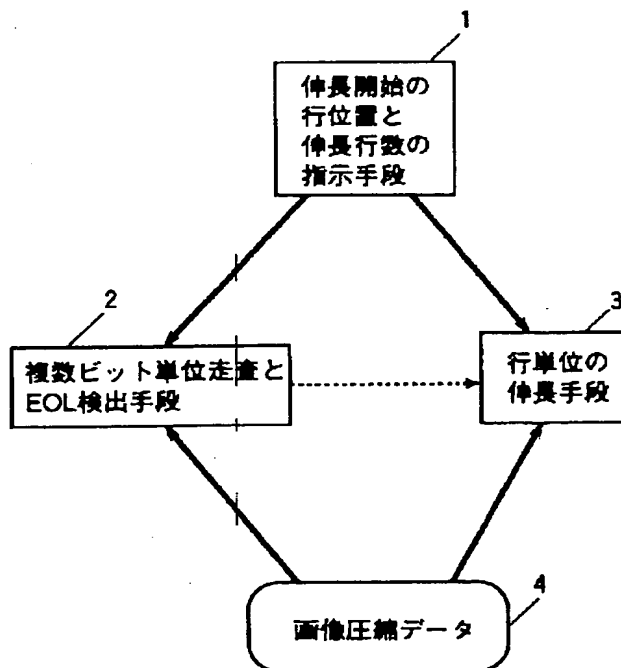 1
伸長開始の
行位置と
伸長行数の
指示手段
2
複数ビット単位走査と
EOL検出手段
3
行単位の
伸長手段
4
画像圧縮データ